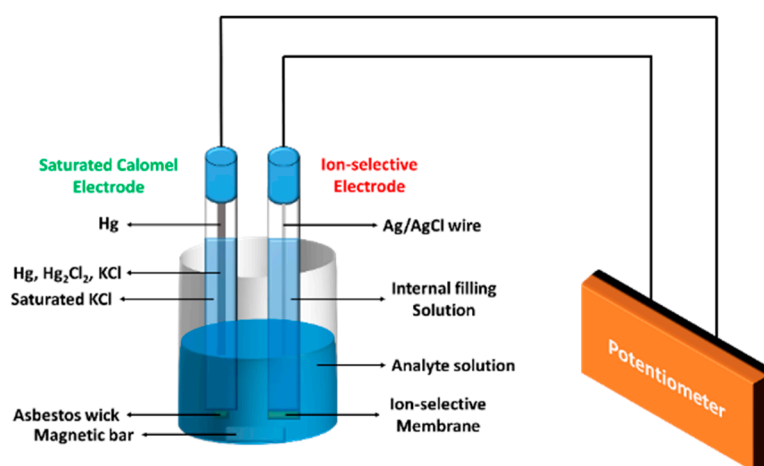 Saturated Calomel
Electrode
Ion-selective
Electrode
Hg
Ag/AgCl wire
Hg, Hg₂Cl₂, KCl
Saturated KCl
Internal filling
Solution
Analyte solution
Potentiometer
Asbestos wick
Magnetic bar
Ion-selective
Membrane